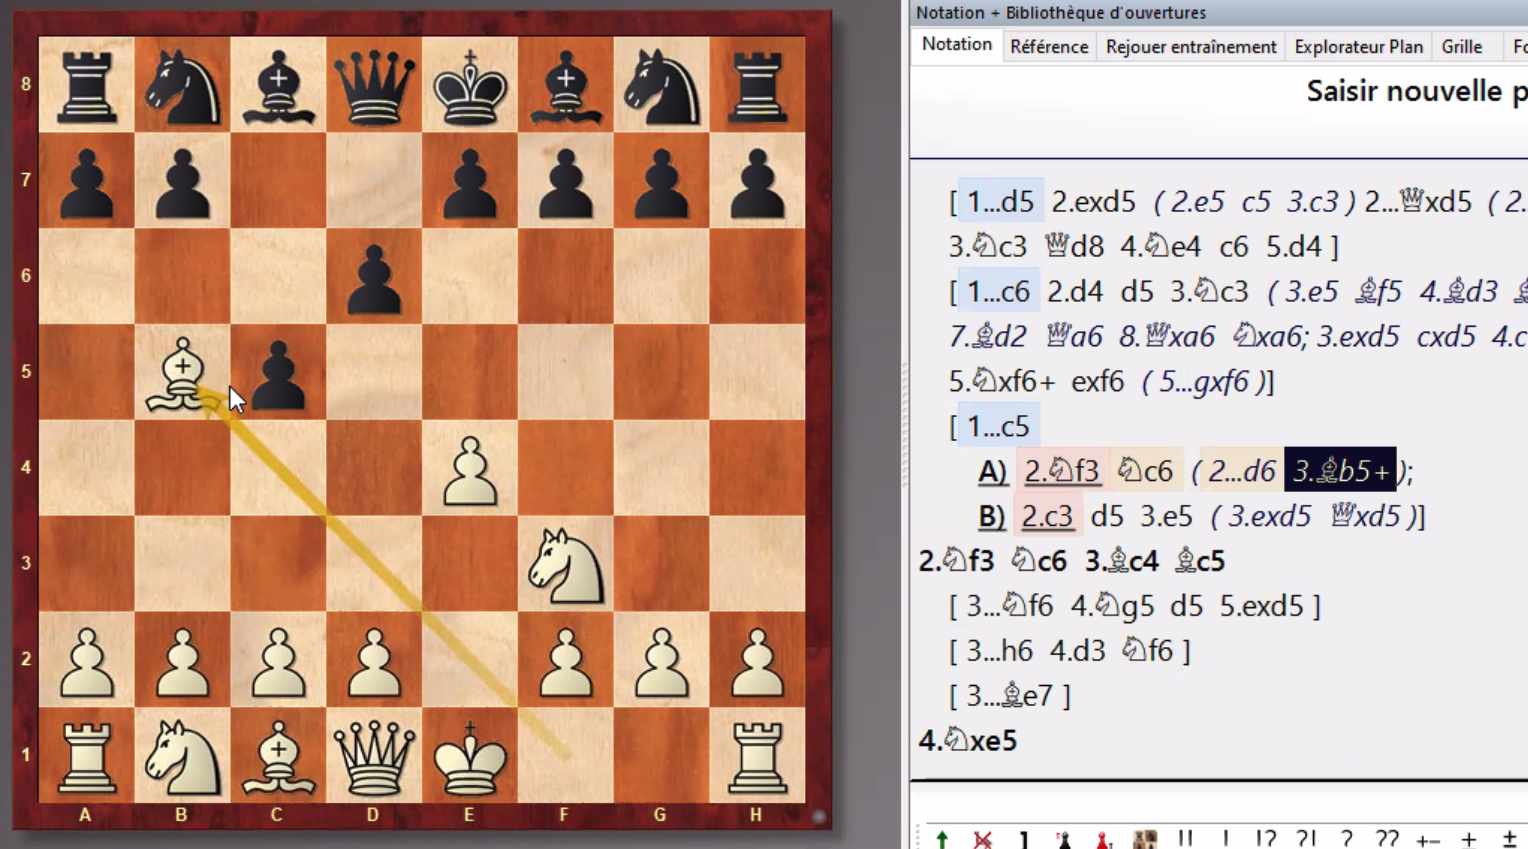 Notation + Bibliothèque d'ouvertures
Notation Référence Rejouer entraînement Explorateur Plan Grille Fo
Saisir nouvelle p
[ 1...d5 2.exd5 ( 2.e5 c5 3.c3 ) 2...♕xd5 ( 2.
3.♘c3 ♕d8 4.♘e4 c6 5.d4 ]
[ 1...c6 2.d4 d5 3.♘c3 ( 3.e5 ♗f5 4.♗d3 ♗
7.♗d2 ♕a6 8.♕xa6 ♘xa6; 3.exd5 cxd5 4.c
5.♘xf6+ exf6 ( 5...gxf6 )]
[ 1...c5
A) 2.♘f3 ♘c6 ( 2...d6 3.♗b5+ );
B) 2.c3 d5 3.e5 ( 3.exd5 ♕xd5 )]
2.♘f3 ♘c6 3.♗c4 ♗c5
[ 3...♘f6 4.♘g5 d5 5.exd5 ]
[ 3...h6 4.d3 ♘f6 ]
[ 3...♗e7 ]
4.♘xe5
8
7
6
5
4
3
2
1
A B C D E F G H
!! ! !? ?! ? ?? +− ± ±